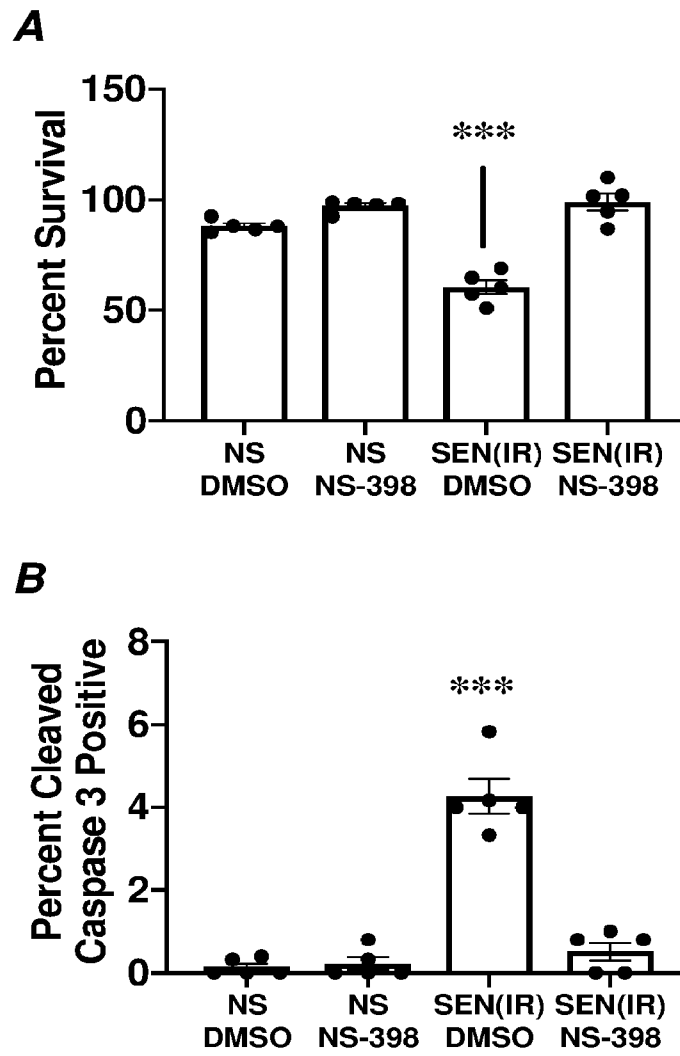 A
Percent Survival
150
100
50
0
***
NS
DMSO
NS
NS-398
SEN(IR)
DMSO
SEN(IR)
NS-398
B
Percent Cleaved
Caspase 3 Positive
8
6
4
2
0
***
NS
DMSO
NS
NS-398
SEN(IR)
DMSO
SEN(IR)
NS-398